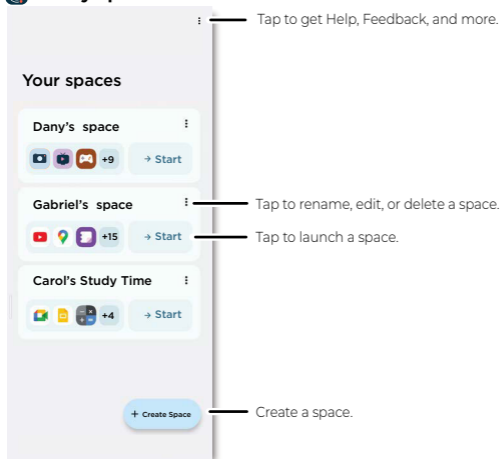 Tap to get Help, Feedback, and more.
Your spaces
Dany's space
+9
→ Start
Gabriel's space
Tap to rename, edit, or delete a space.
+15
→ Start
Tap to launch a space.
Carol's Study Time
+4
→ Start
+ Create Space
Create a space.